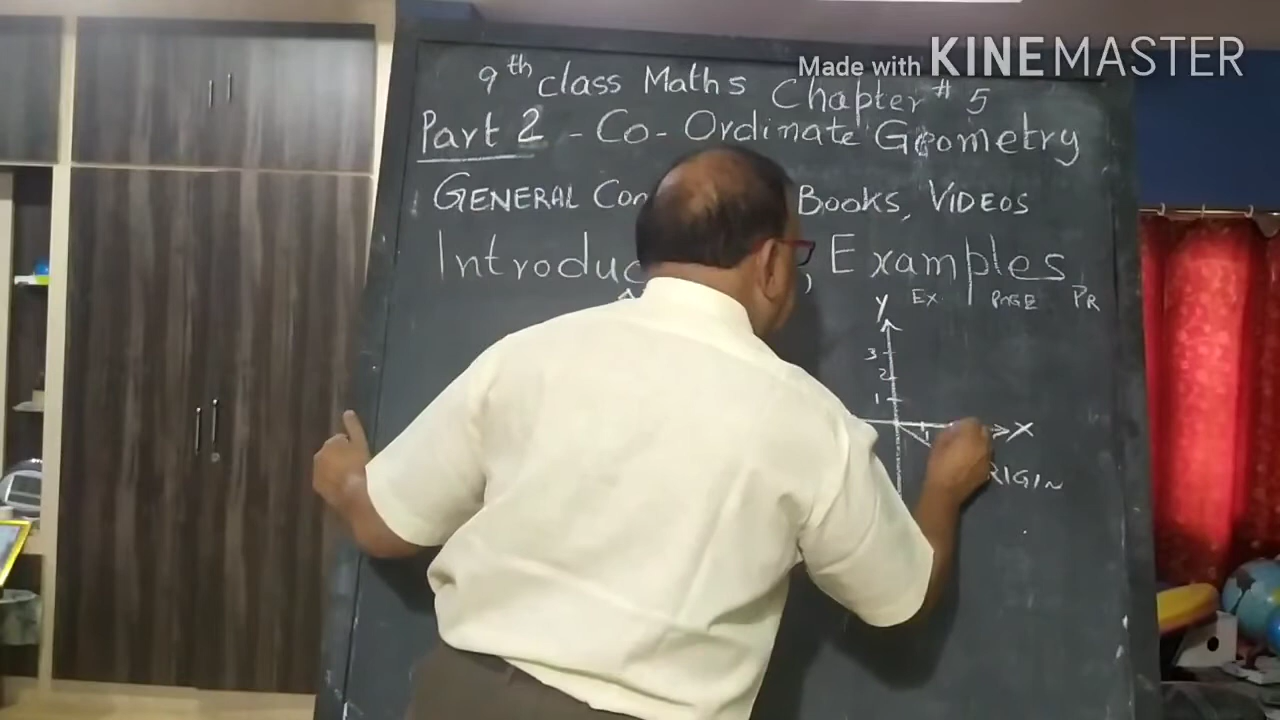 Made with KINEMASTER
9th class Maths Chapter # 5
Part 2 - Co-Ordinate Geometry
GENERAL BOOKS, VIDEOS
Examples
Y EX PAGE PR
3
2
1
1 X